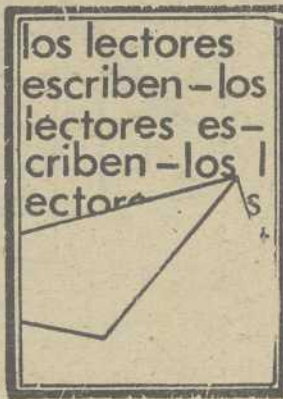 los lectores
escriben – los
lectores es–
criben – los l
ectore s